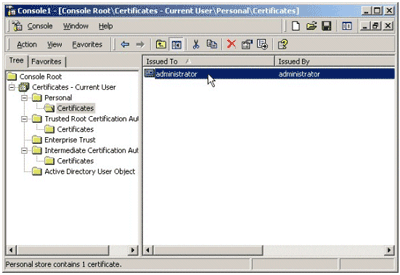 Console1 - [Console Root\Certificates - Current User\Personal\Certificates]
Console Window Help
Action View Favorites
Tree Favorites
Console Root
Certificates - Current User
Personal
Certificates
Trusted Root Certification Aut
Certificates
Enterprise Trust
Intermediate Certification Aut
Certificates
Active Directory User Object
Issued To Issued By
administrator administrator
Personal store contains 1 certificate.